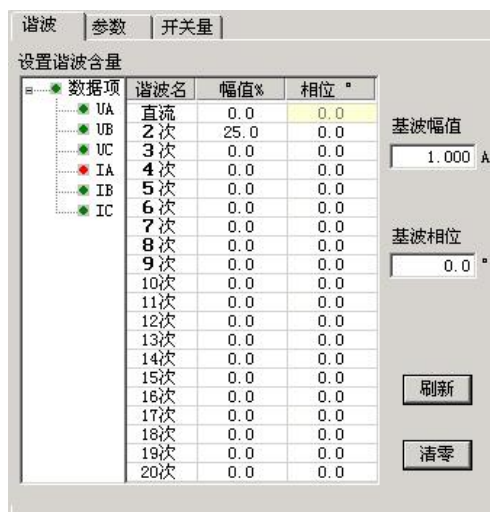 谐波 参数 开关量
设置谐波含量
数据项
UA
UB
UC
IA
IB
IC
谐波名 幅值% 相位 °
直流 0.0 0.0
2次 25.0 0.0
3次 0.0 0.0
4次 0.0 0.0
5次 0.0 0.0
6次 0.0 0.0
7次 0.0 0.0
8次 0.0 0.0
9次 0.0 0.0
10次 0.0 0.0
11次 0.0 0.0
12次 0.0 0.0
13次 0.0 0.0
14次 0.0 0.0
15次 0.0 0.0
16次 0.0 0.0
17次 0.0 0.0
18次 0.0 0.0
19次 0.0 0.0
20次 0.0 0.0
基波幅值
1.000 A
基波相位
0.0 °
刷新
清零